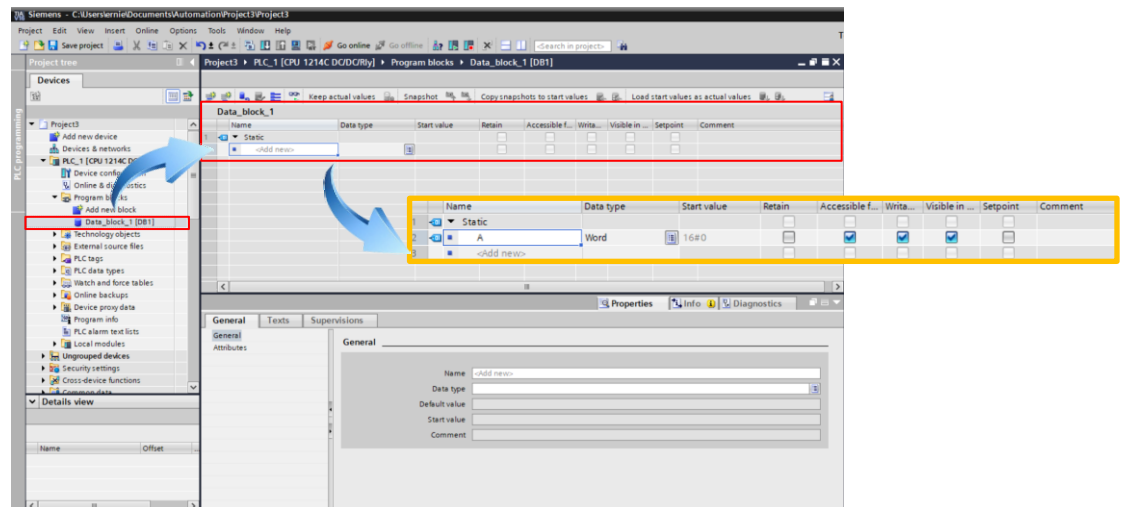 Siemens - C:\Users\ernie\Documents\Automation\Project3\Project3
Project Edit View Insert Online Options Tools Window Help
Save project Go online Go offline <Search in project>
Project tree
Project3 PLC_1 [CPU 1214C DC/DC/Rly] Program blocks Data_block_1 [DB1]
Devices
Keep actual values Snapshot Copy snapshots to start values Load start values as actual values
PLC programming
Project3
Add new device
Devices & networks
PLC_1 [CPU 1214C DC
Device config
Online & di ostics
Program bl ks
Add new block
Data_block_1 [DB1]
Technology objects
External source files
PLC tags
PLC data types
Watch and force tables
Online backups
Device proxy data
Program info
PLC alarm text lists
Local modules
Ungrouped devices
Security settings
Cross-device functions
Common data
Details view
Name Offset
Data_block_1
Name Data type Start value Retain Accessible f... Writa... Visible in ... Setpoint Comment
1 Static
<Add new>
Name Data type Start value Retain Accessible f... Writa... Visible in ... Setpoint Comment
1 Static
2 A Word 16#0
3 <Add new>
Properties Info Diagnostics
General Texts Supervisions
General
Attributes
General
Name <Add new>
Data type
Default value
Start value
Comment